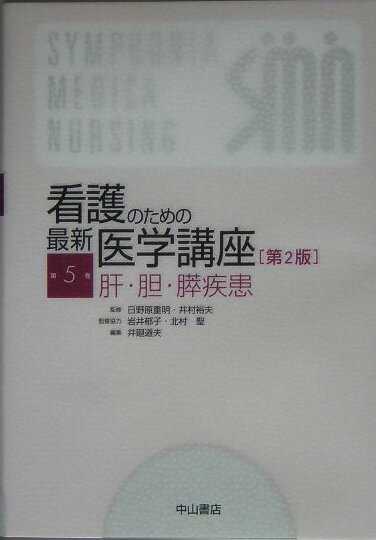 SYMPHONIA
MEDICA
NURSING
SMN
看護のための
最新 医学講座 [第2版]
第5巻 肝・胆・膵疾患
監修 日野原重明・井村裕夫
監修協力 岩井郁子・北村 聖
編集 井廻道夫
中山書店